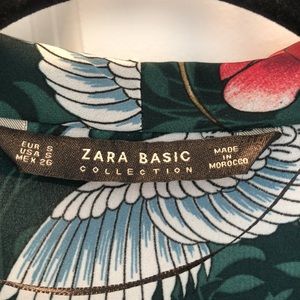 EUR S
USA S
MEX 26
ZARA BASIC
COLLECTION
MADE
IN
MOROCCO